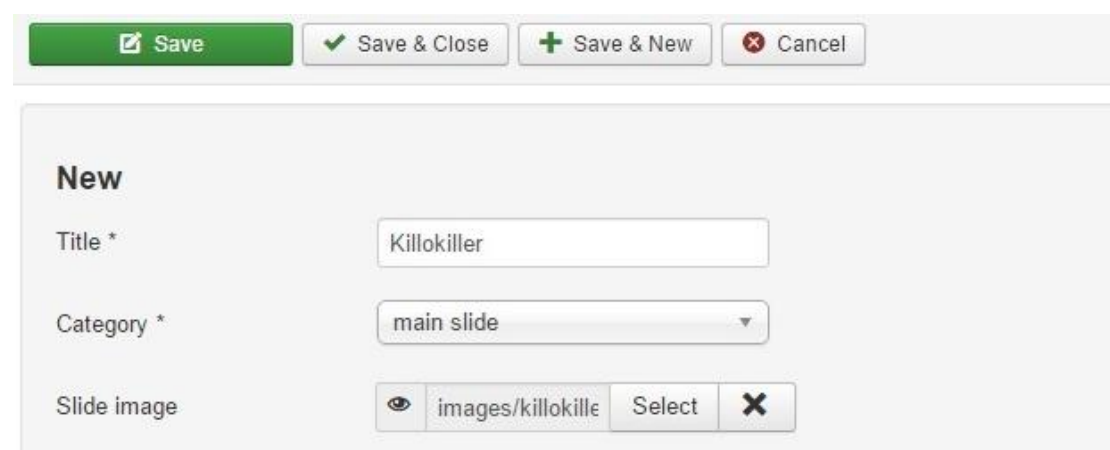 Save Save & Close Save & New Cancel
New
Title * Killokiller
Category * main slide
Slide image images/killokille Select